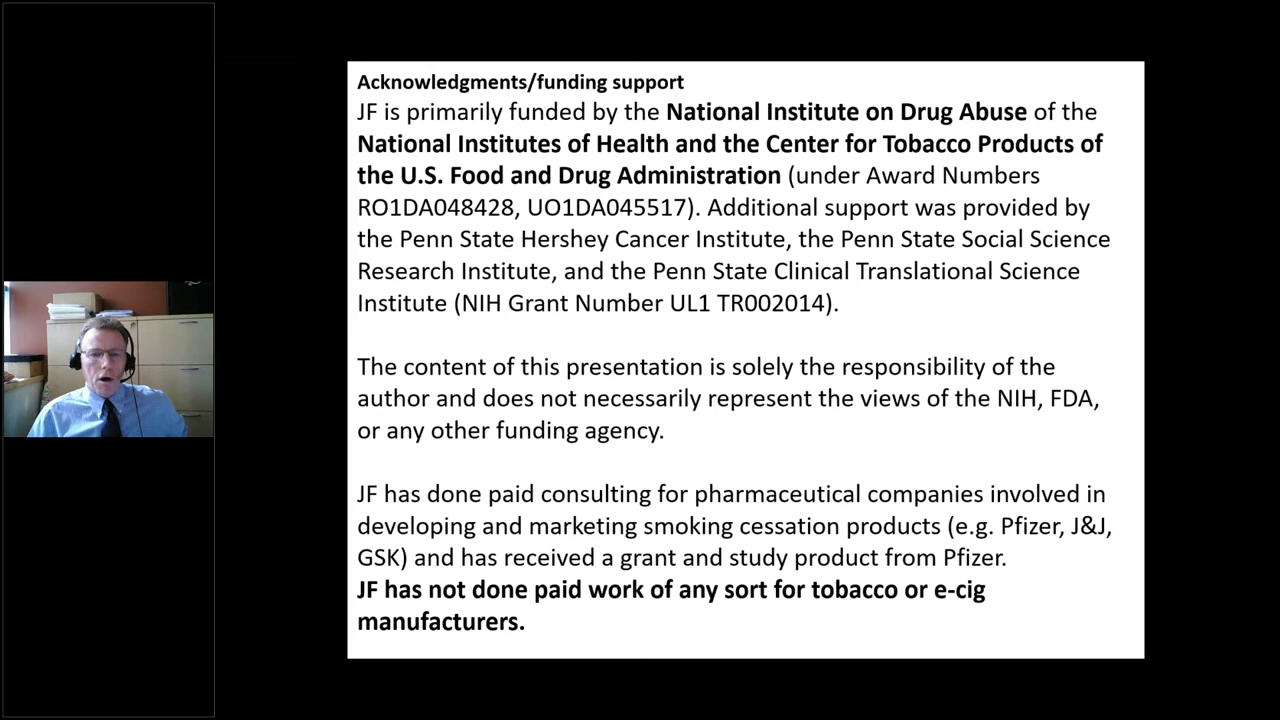 Acknowledgments/funding support
JF is primarily funded by the National Institute on Drug Abuse of the
National Institutes of Health and the Center for Tobacco Products of
the U.S. Food and Drug Administration (under Award Numbers
RO1DA048428, UO1DA045517). Additional support was provided by
the Penn State Hershey Cancer Institute, the Penn State Social Science
Research Institute, and the Penn State Clinical Translational Science
Institute (NIH Grant Number UL1 TR002014).
The content of this presentation is solely the responsibility of the
author and does not necessarily represent the views of the NIH, FDA,
or any other funding agency.
JF has done paid consulting for pharmaceutical companies involved in
developing and marketing smoking cessation products (e.g. Pfizer, J&J,
GSK) and has received a grant and study product from Pfizer.
JF has not done paid work of any sort for tobacco or e-cig
manufacturers.